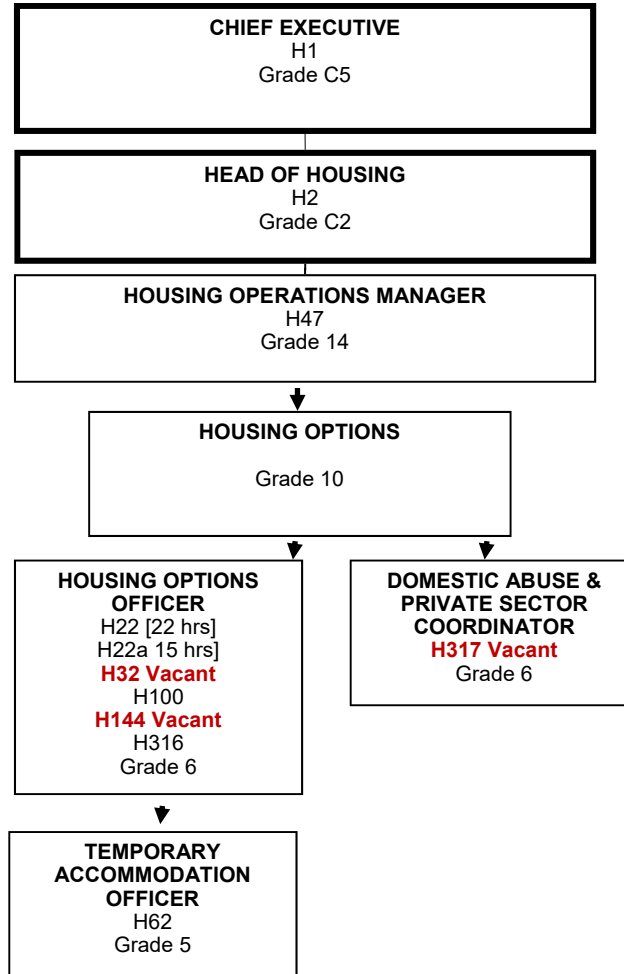 CHIEF EXECUTIVE
H1
Grade C5
HEAD OF HOUSING
H2
Grade C2
HOUSING OPERATIONS MANAGER
H47
Grade 14
HOUSING OPTIONS
Grade 10
HOUSING OPTIONS
OFFICER
H22 [22 hrs]
H22a 15 hrs]
H32 Vacant
H100
H144 Vacant
H316
Grade 6
DOMESTIC ABUSE &
PRIVATE SECTOR
COORDINATOR
H317 Vacant
Grade 6
TEMPORARY
ACCOMMODATION
OFFICER
H62
Grade 5